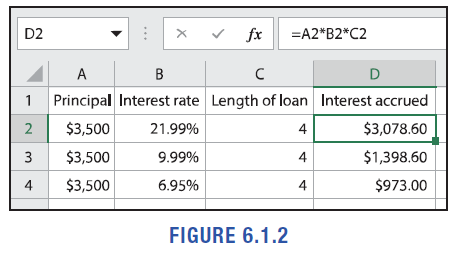 D2 fx =A2*B2*C2
A B C D
1 Principal Interest rate Length of loan Interest accrued
2 $3,500 21.99% 4 $3,078.60
3 $3,500 9.99% 4 $1,398.60
4 $3,500 6.95% 4 $973.00
FIGURE 6.1.2